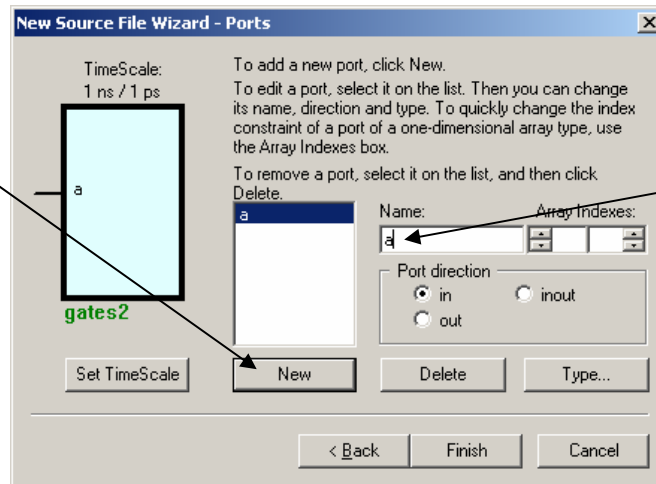 New Source File Wizard - Ports
TimeScale:
1 ns / 1 ps
a
gates2
To add a new port, click New.
To edit a port, select it on the list. Then you can change
its name, direction and type. To quickly change the index
constraint of a port of a one-dimensional array type, use
the Array Indexes box.
To remove a port, select it on the list, and then click
Delete.
a
Name:
Array Indexes:
a
Port direction
in
inout
out
Set TimeScale
New
Delete
Type...
< Back
Finish
Cancel